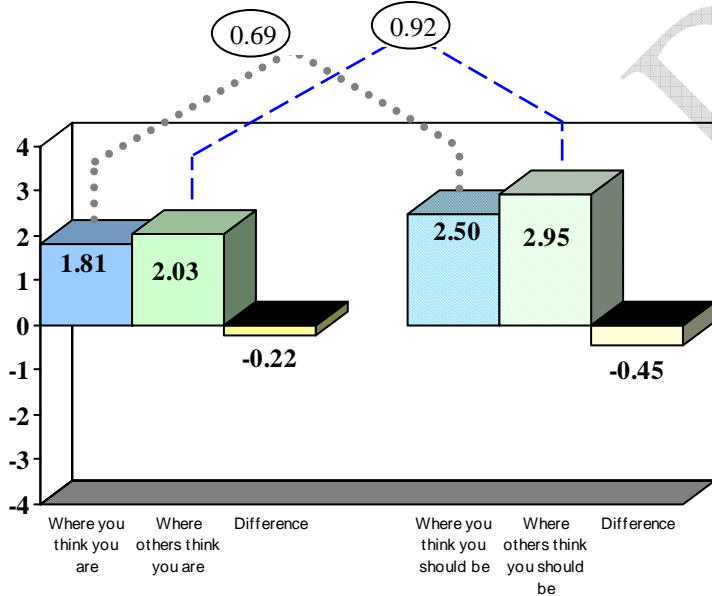 0.69
0.92
4
3
2
1
0
-1
-2
-3
-4
1.81
2.03
-0.22
2.50
2.95
-0.45
Where you
think you
are
Where
others think
you are
Difference
Where you
think you
should be
Where
others think
you should
be
Difference